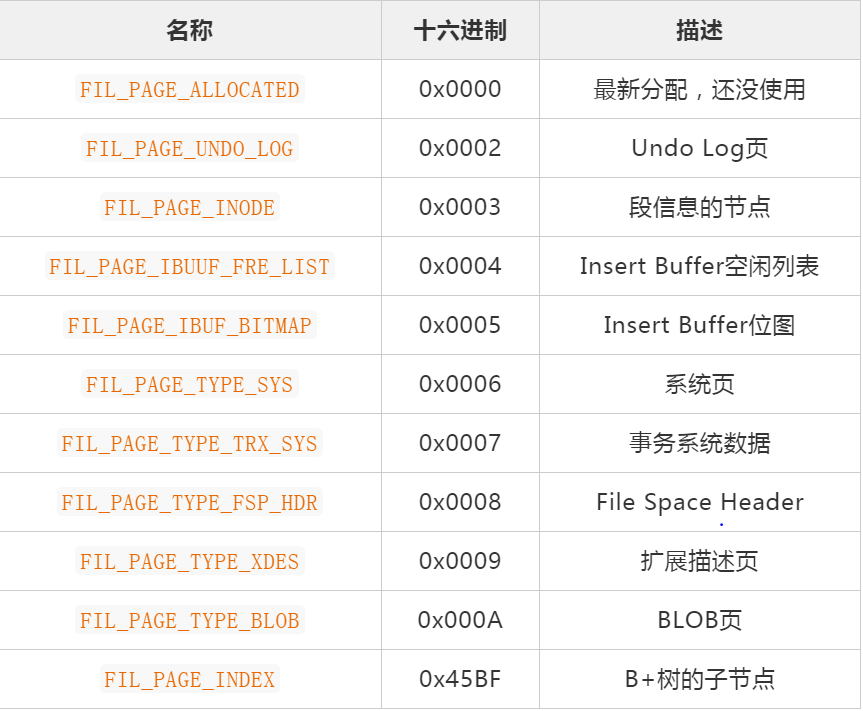 名称 十六进制 描述
FIL_PAGE_ALLOCATED 0x0000 最新分配，还没使用
FIL_PAGE_UNDO_LOG 0x0002 Undo Log页
FIL_PAGE_INODE 0x0003 段信息的节点
FIL_PAGE_IBUUF_FRE_LIST 0x0004 Insert Buffer空闲列表
FIL_PAGE_IBUF_BITMAP 0x0005 Insert Buffer位图
FIL_PAGE_TYPE_SYS 0x0006 系统页
FIL_PAGE_TYPE_TRX_SYS 0x0007 事务系统数据
FIL_PAGE_TYPE_FSP_HDR 0x0008 File Space Header
FIL_PAGE_TYPE_XDES 0x0009 扩展描述页
FIL_PAGE_TYPE_BLOB 0x000A BLOB页
FIL_PAGE_INDEX 0x45BF B+树的子节点